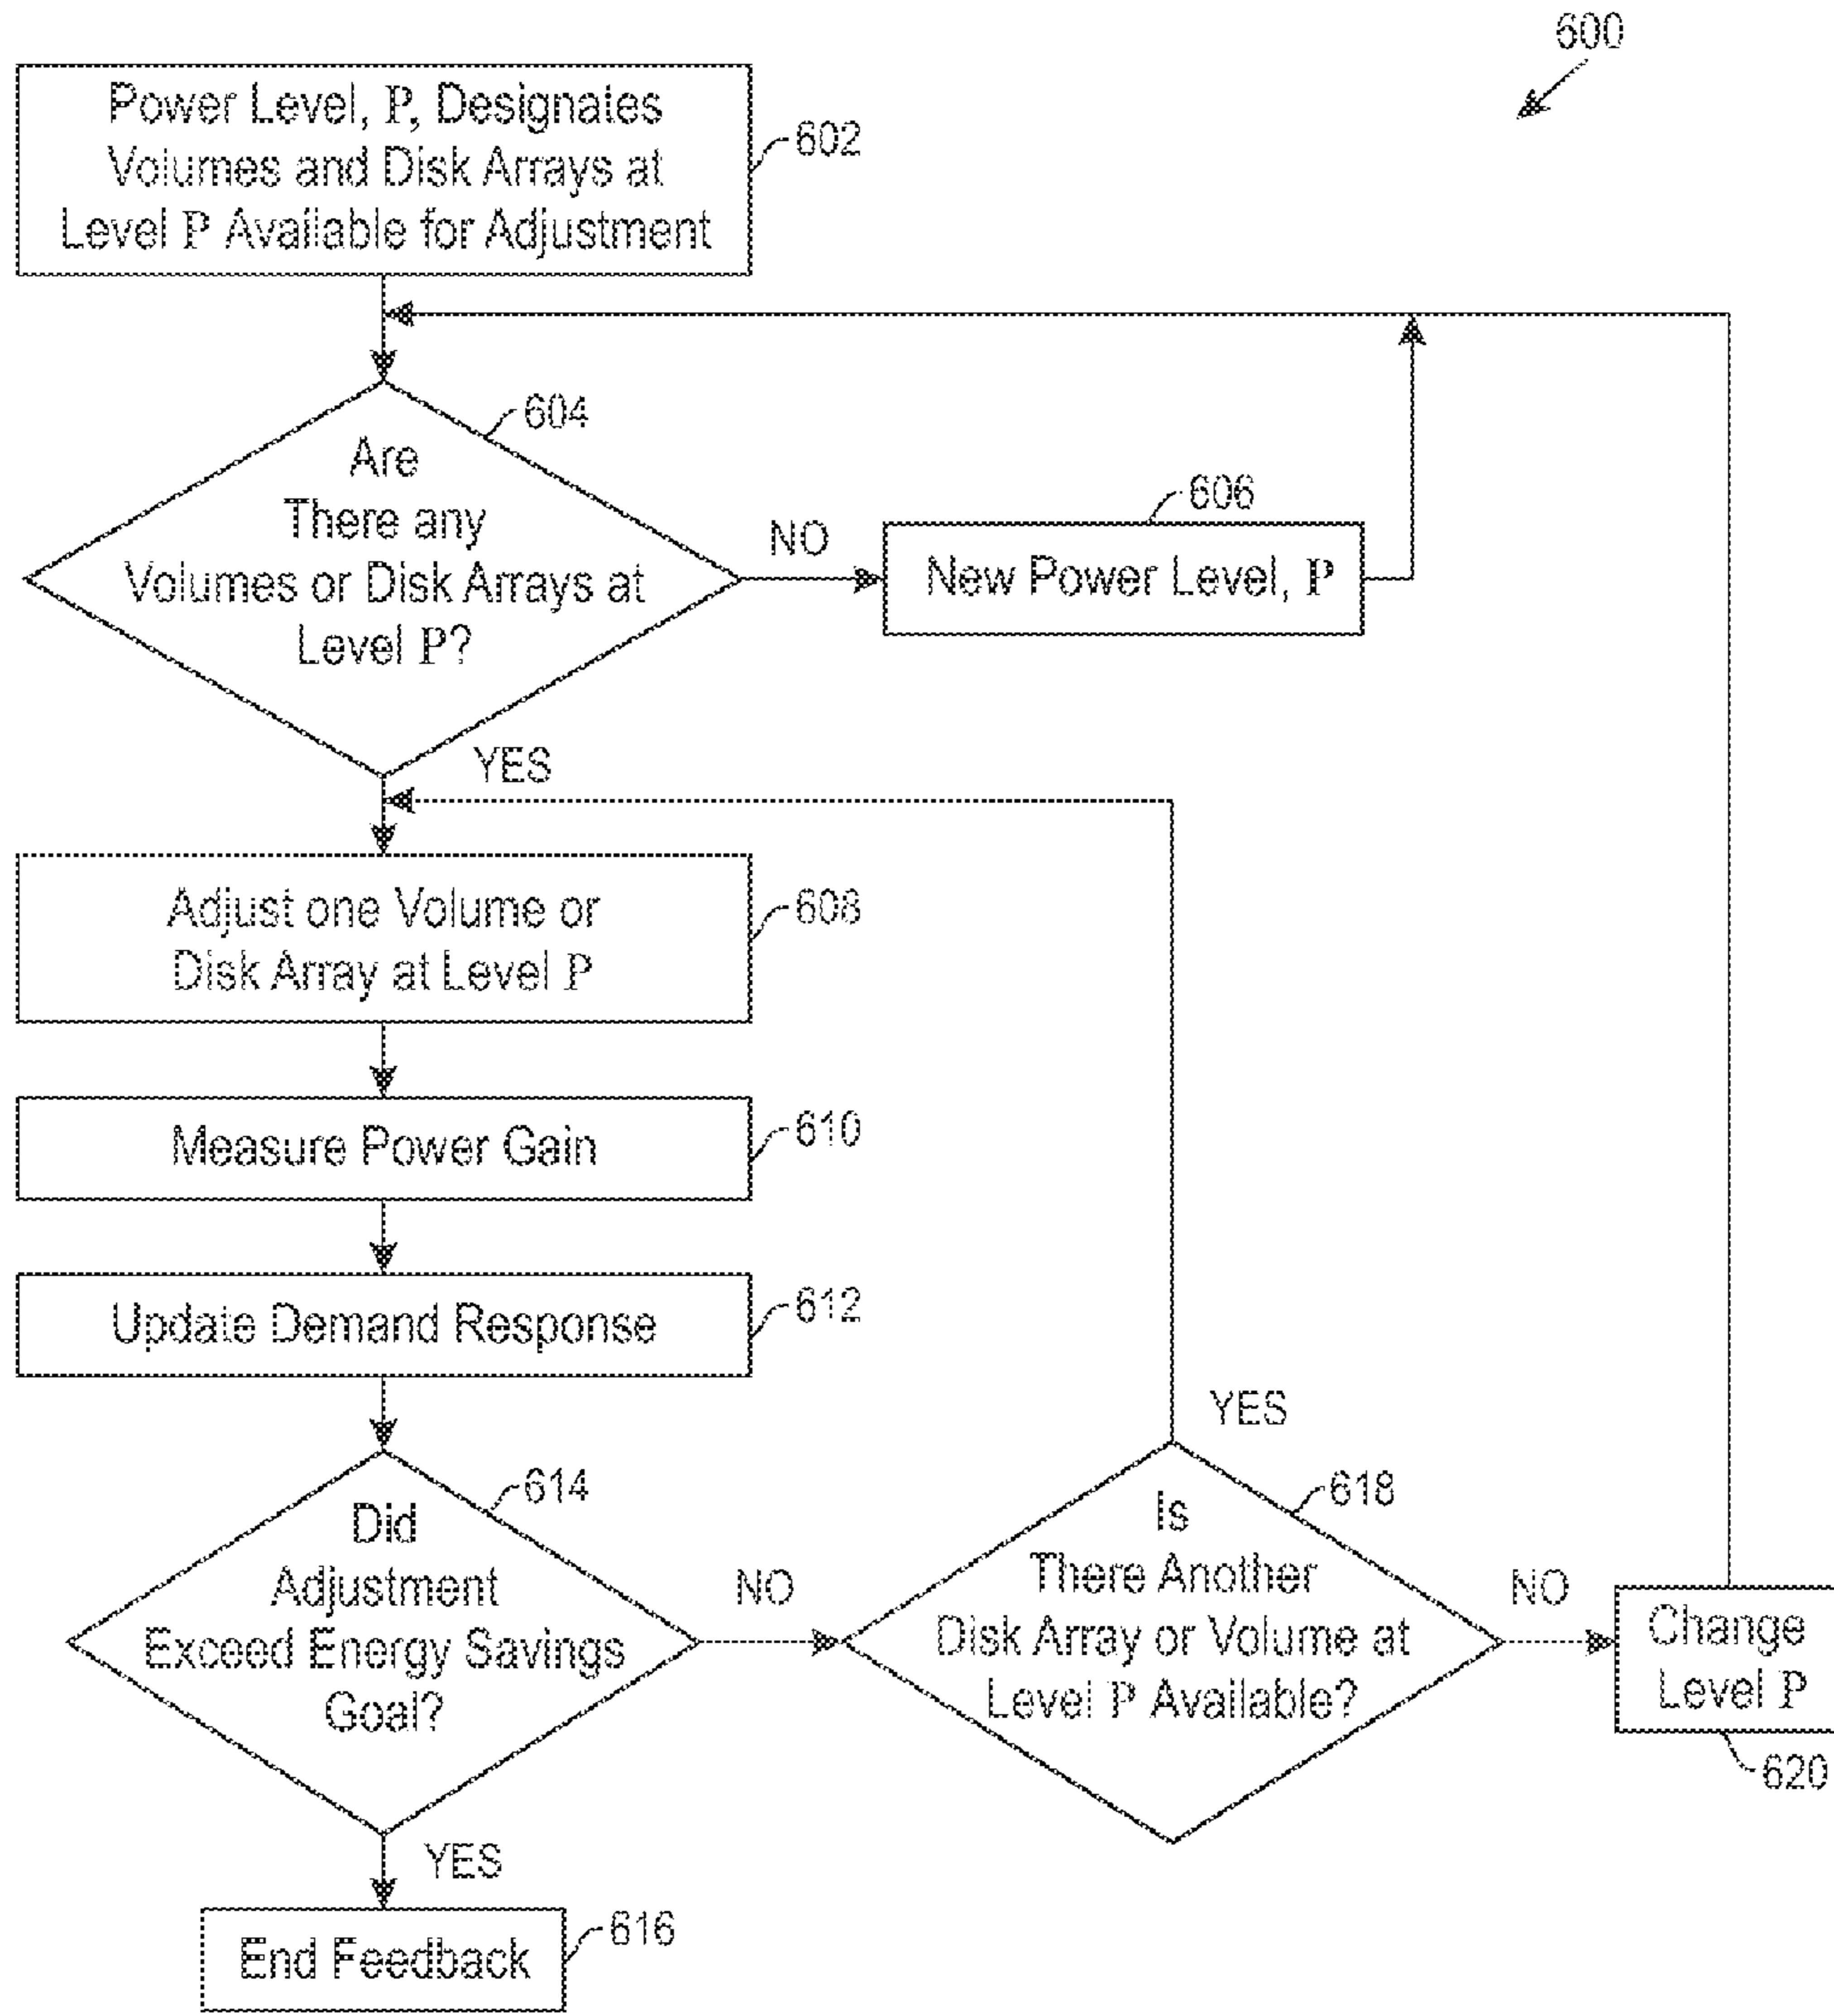 600
Power Level, P, Designates
Volumes and Disk Arrays at
Level P Available for Adjustment
602
Are
There any
Volumes or Disk Arrays at
Level P?
604
NO
606
New Power Level, P
YES
Adjust one Volume or
Disk Array at Level P
608
Measure Power Gain
610
Update Demand Response
612
Did
Adjustment
Exceed Energy Savings
Goal?
614
NO
YES
Is
There Another
Disk Array or Volume at
Level P Available?
618
NO
Change
Level P
620
YES
End Feedback
616